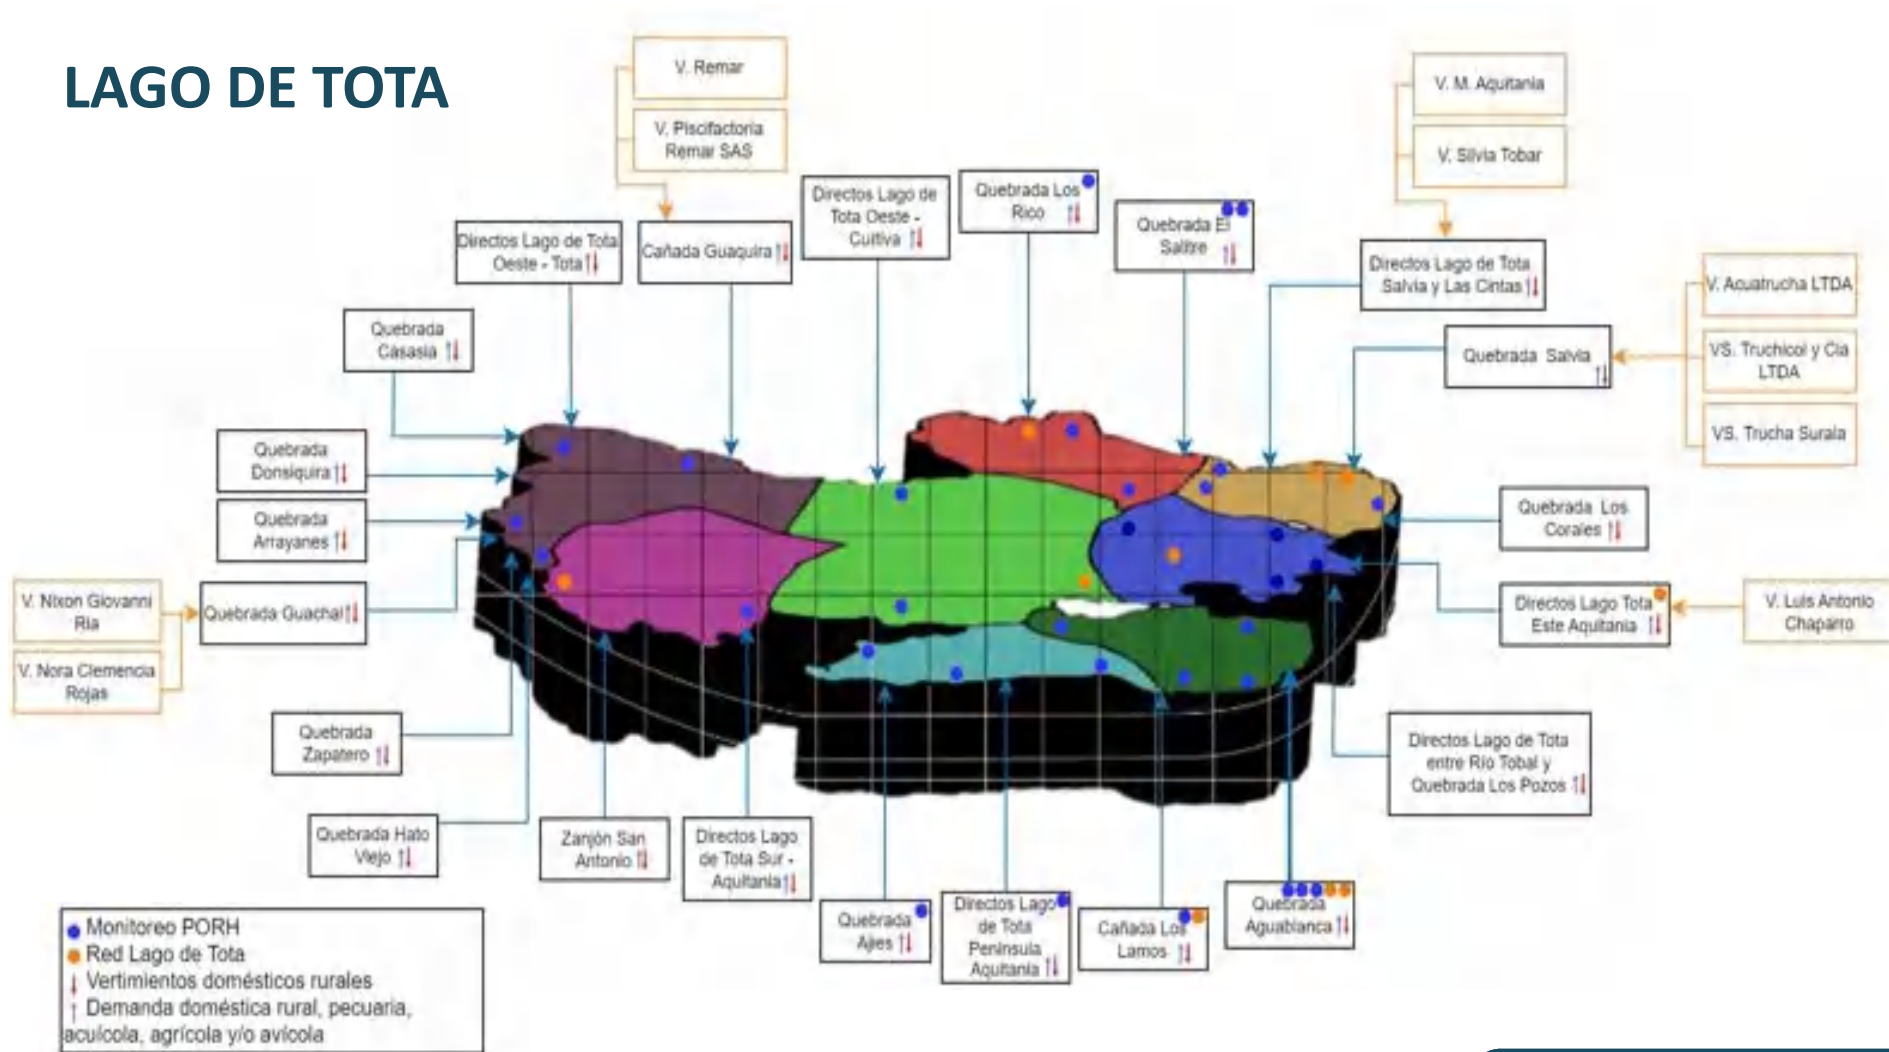 LAGO DE TOTA
V. Remar
V. Piscifactoria
Remar SAS
V. M. Aquitania
V. Silvia Tobar
Directos Lago de Tota
Oeste - Tota
Cañada Guaquira
Directos Lago de
Tota Oeste -
Cuitiva
Quebrada Los
Rico
Quebrada El
Salitre
Directos Lago de Tota
Salvia y Las Cintas
V. Acuatrucha LTDA
VS. Truchicol y Cia
LTDA
VS. Trucha Surala
Quebrada Salvia
Quebrada
Casasia
Quebrada
Donsiquira
Quebrada
Arrayanes
Quebrada Los
Corales
V. Nixon Giovanni
Ria
V. Nora Clemencia
Rojas
Quebrada Guachal
Directos Lago Tota
Este Aquitania
V. Luis Antonio
Chaparro
Quebrada
Zapatero
Directos Lago de Tota
entre Río Tobal y
Quebrada Los Pozos
Quebrada Hato
Viejo
Zanjón San
Antonio
Directos Lago
de Tota Sur -
Aquitania
Quebrada
Ajies
Directos Lago
de Tota
Peninsula
Aquitania
Cañada Los
Lamos
Quebrada
Aguablanca
Monitoreo PORH
Red Lago de Tota
↓ Vertimientos domésticos rurales
↑ Demanda doméstica rural, pecuaria,
acuícola, agrícola y/o avícola